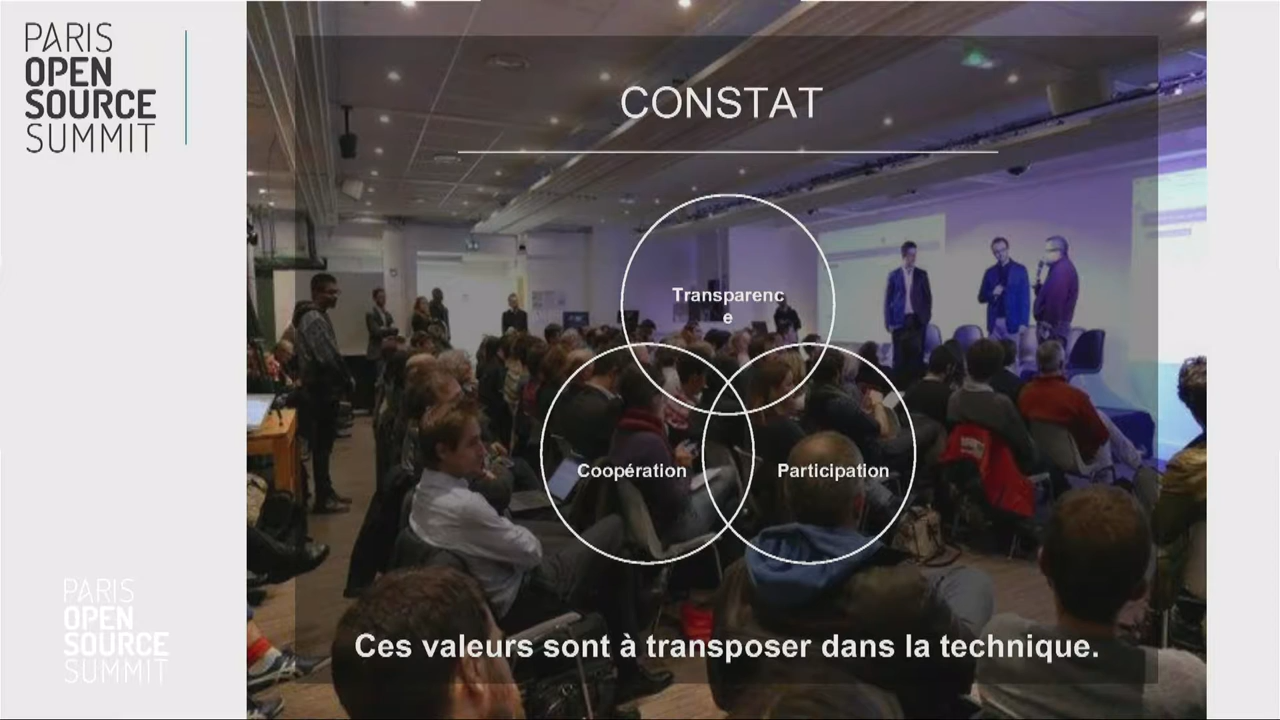 PARIS
OPEN
SOURCE
SUMMIT
CONSTAT
Transparenc
e
Coopération
Participation
Ces valeurs sont à transposer dans la technique.
PARIS
OPEN
SOURCE
SUMMIT